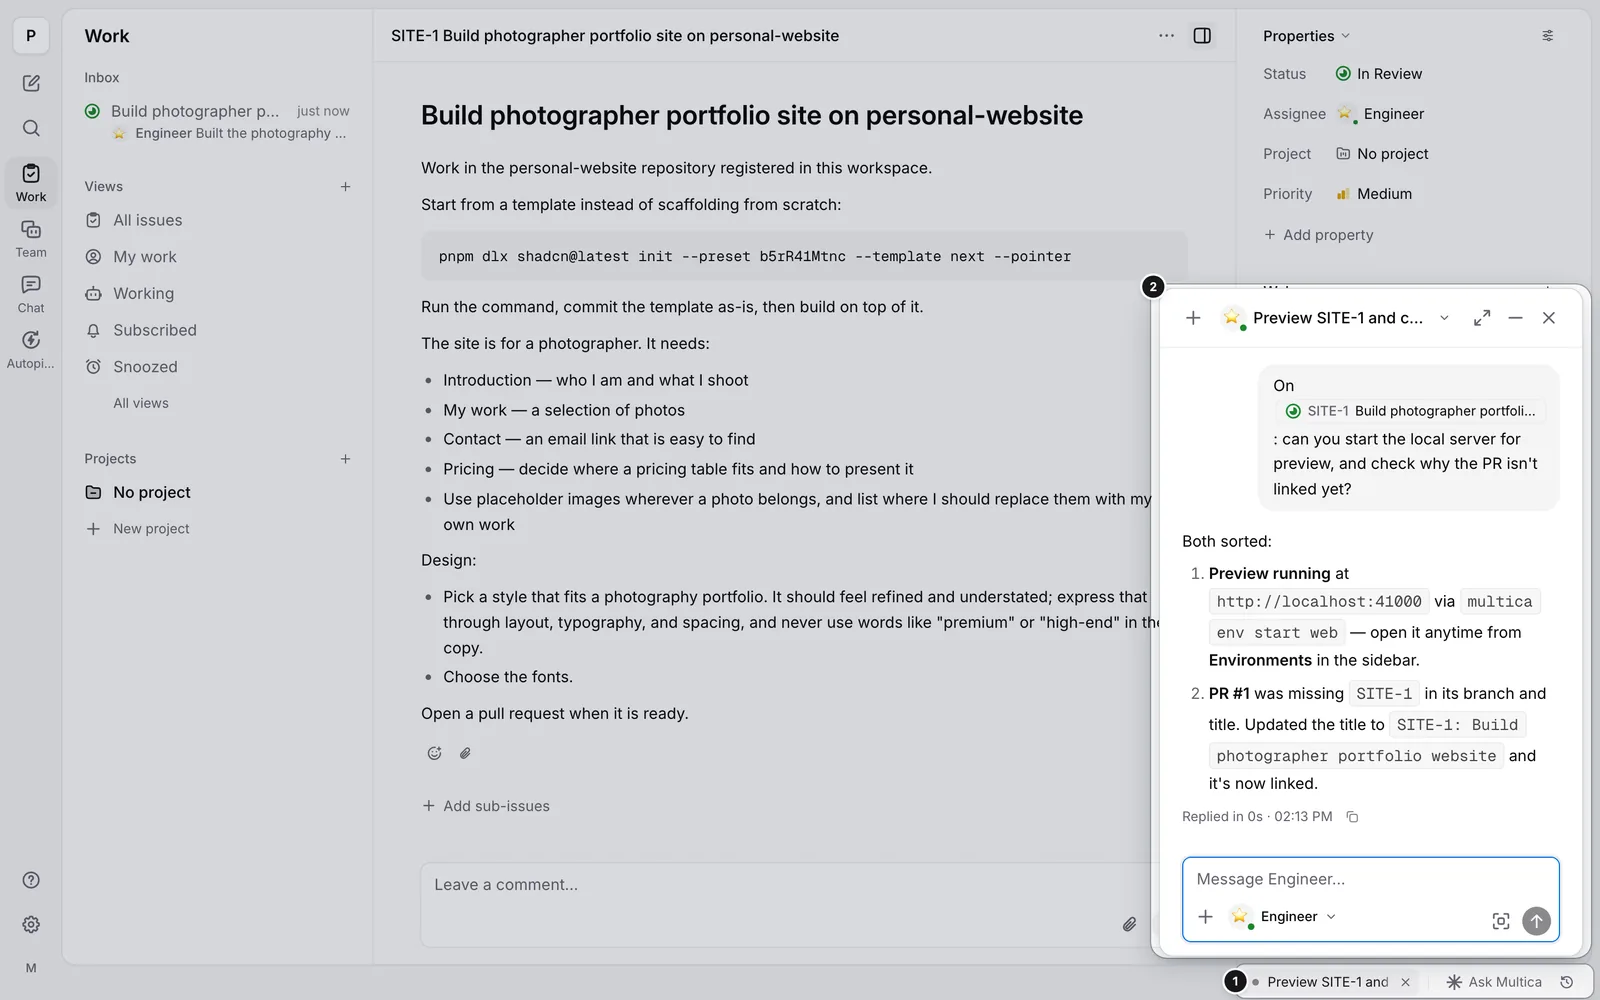 P
Work
Team
Chat
Autopi...
M
Work
Inbox
Build photographer p... just now
Engineer Built the photography ...
Views
All issues
My work
Working
Subscribed
Snoozed
All views
Projects
No project
New project
SITE-1 Build photographer portfolio site on personal-website
Build photographer portfolio site on personal-website
Work in the personal-website repository registered in this workspace.
Start from a template instead of scaffolding from scratch:
pnpm dlx shadcn@latest init --preset b5rR41Mtnc --template next --pointer
Run the command, commit the template as-is, then build on top of it.
The site is for a photographer. It needs:
• Introduction — who I am and what I shoot
• My work — a selection of photos
• Contact — an email link that is easy to find
• Pricing — decide where a pricing table fits and how to present it
• Use placeholder images wherever a photo belongs, and list where I should replace them with my
own work
Design:
• Pick a style that fits a photography portfolio. It should feel refined and understated; express that
through layout, typography, and spacing, and never use words like "premium" or "high-end" in the
copy.
• Choose the fonts.
Open a pull request when it is ready.
Add sub-issues
Leave a comment...
Properties
Status In Review
Assignee Engineer
Project No project
Priority Medium
+ Add property
2
Preview SITE-1 and c...
On
SITE-1 Build photographer portfoli...
: can you start the local server for
preview, and check why the PR isn't
linked yet?
Both sorted:
1. Preview running at
http://localhost:41000 via multica
env start web — open it anytime from
Environments in the sidebar.
2. PR #1 was missing SITE-1 in its branch and
title. Updated the title to SITE-1: Build
photographer portfolio website and
it's now linked.
Replied in 0s · 02:13 PM
Message Engineer...
Engineer
1
Preview SITE-1 and
Ask Multica